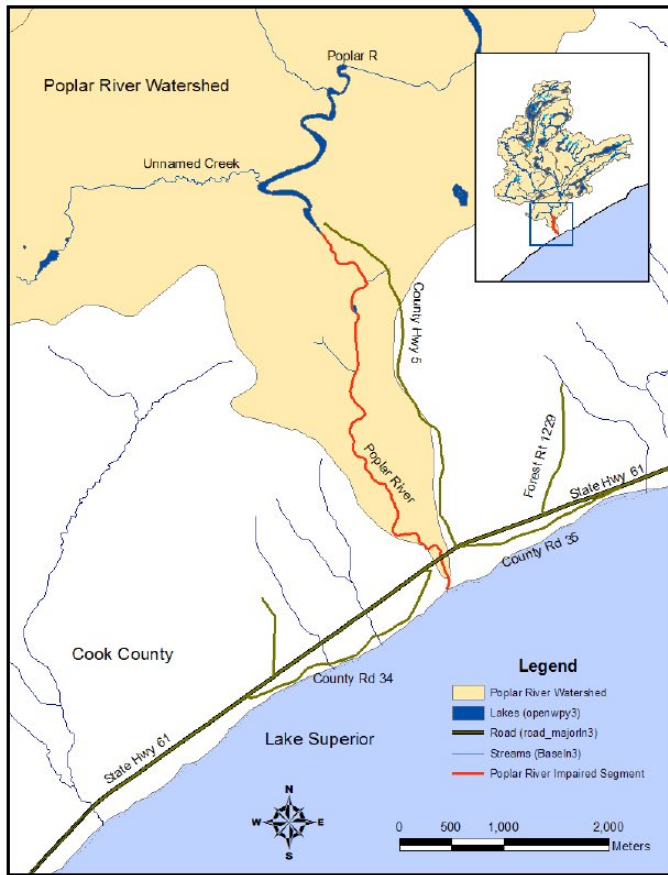 Poplar R
Poplar River Watershed
Unnamed Creek
County Hwy 5
Forest Rt 1229
Poplar River
State Hwy 61
County Rd 35
Cook County
County Rd 34
State Hwy 61
Lake Superior
Legend
Poplar River Watershed
Lakes (openwpy3)
Road (road_majorln3)
Streams (Baseln3)
Poplar River Impaired Segment
N
W E
S
0 500 1,000 2,000
Meters